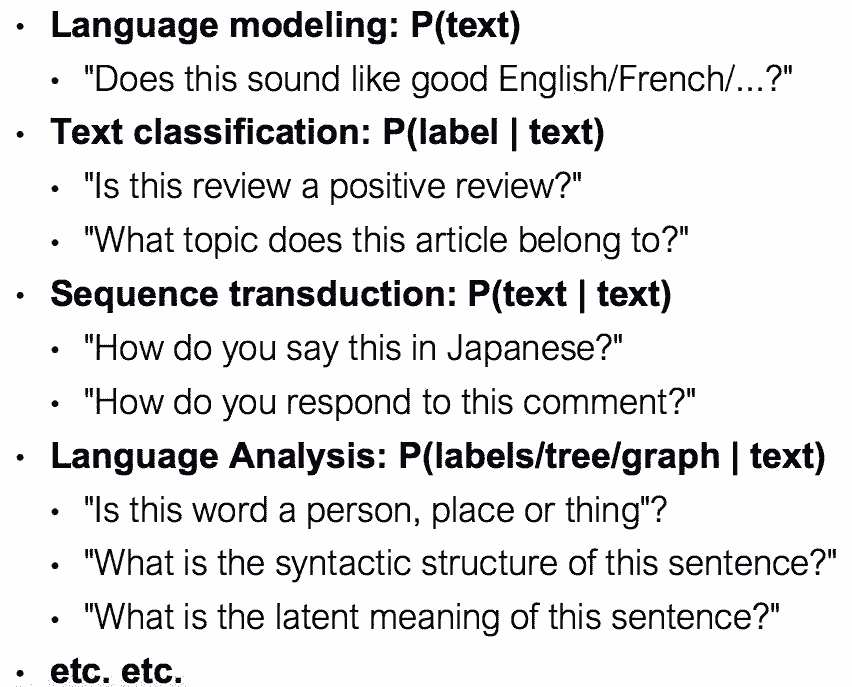 • Language modeling: P(text)
• "Does this sound like good English/French/...?"
• Text classification: P(label | text)
• "Is this review a positive review?"
• "What topic does this article belong to?"
• Sequence transduction: P(text | text)
• "How do you say this in Japanese?"
• "How do you respond to this comment?"
• Language Analysis: P(labels/tree/graph | text)
• "Is this word a person, place or thing"?
• "What is the syntactic structure of this sentence?"
• "What is the latent meaning of this sentence?"
• etc. etc.